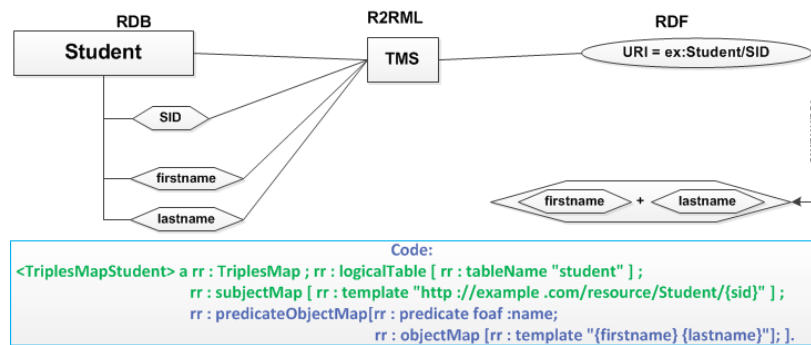 RDB
R2RML
RDF
Student
TMS
URI = ex:Student/SID
SID
firstname
lastname
firstname + lastname
Code:
<TriplesMapStudent> a rr : TriplesMap ; rr : logicalTable [ rr : tableName "student" ] ;
rr : subjectMap [ rr : template "http ://example .com/resource/Student/{sid}" ] ;
rr : predicateObjectMap[rr : predicate foaf :name;
rr : objectMap [rr : template "{firstname} {lastname}"]; ].